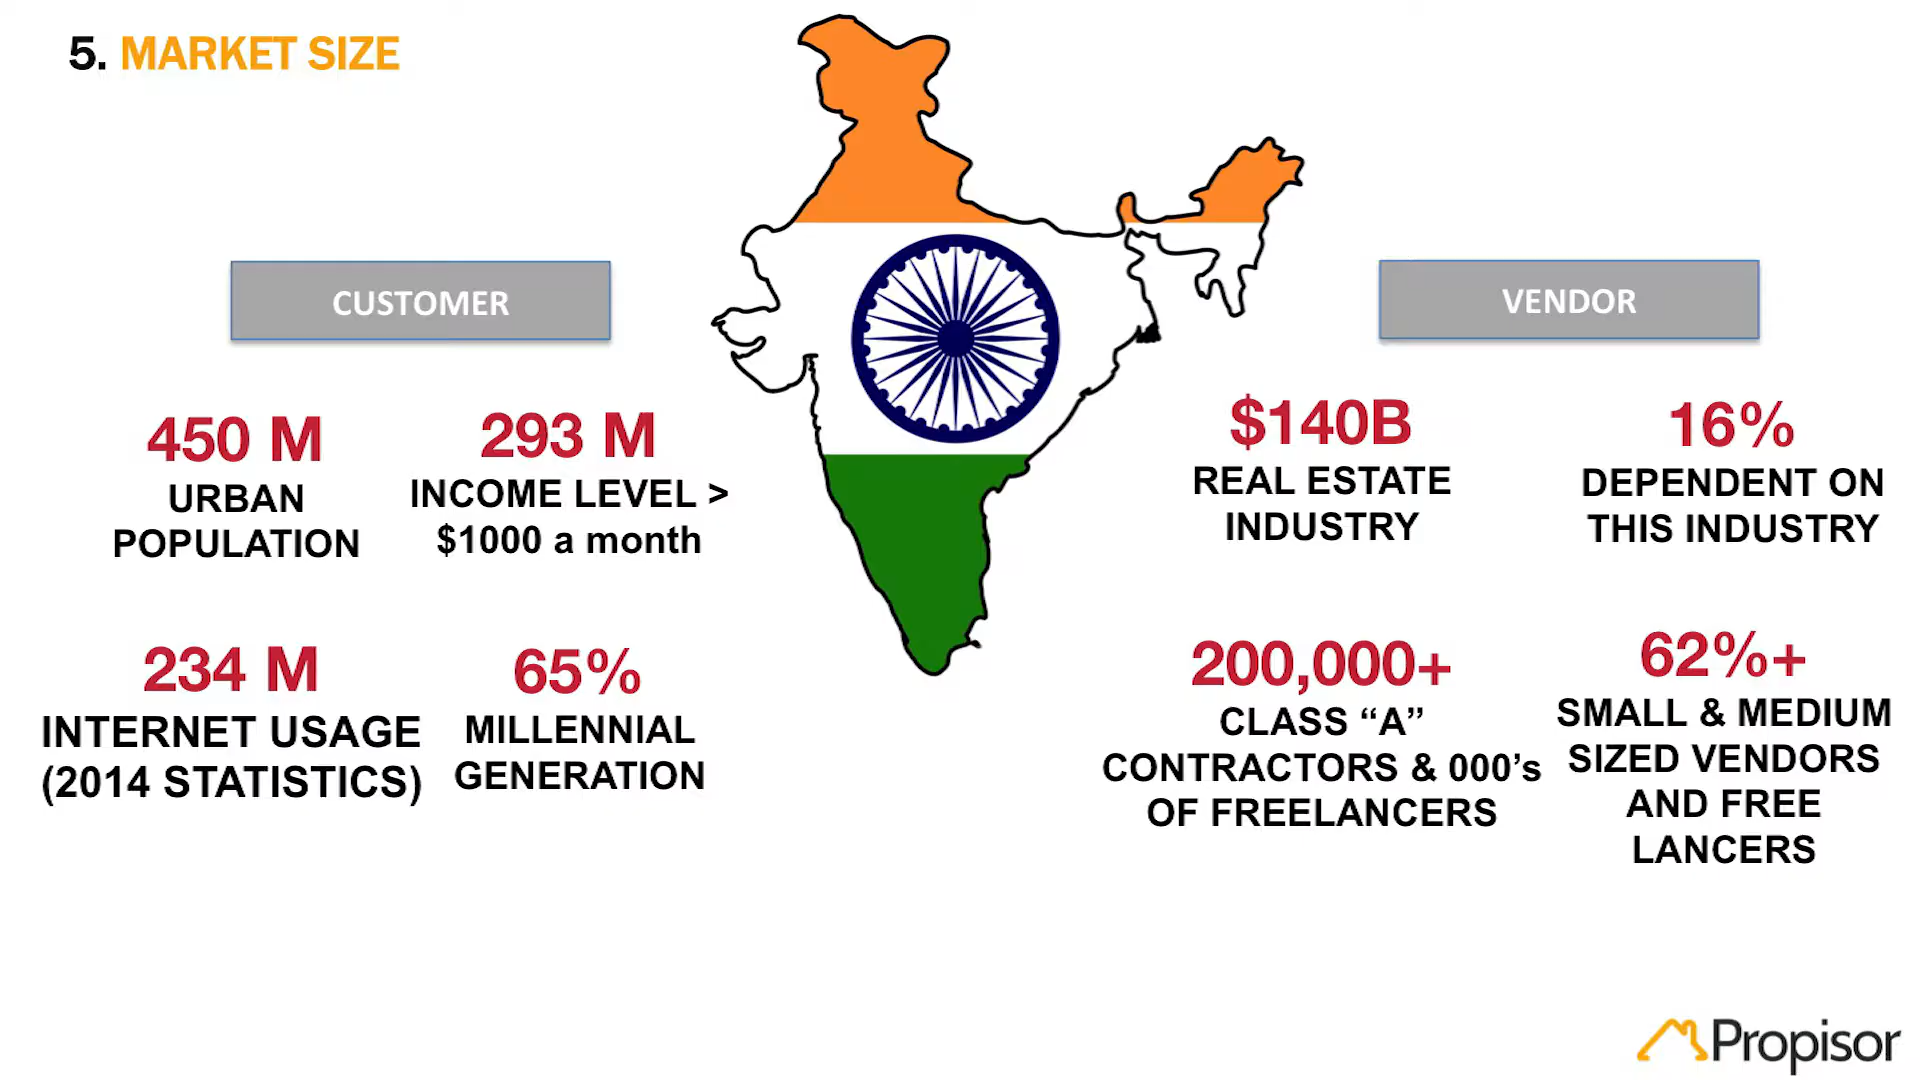 5. MARKET SIZE
CUSTOMER
450 M
URBAN
POPULATION
293 M
INCOME LEVEL >
$1000 a month
234 M
INTERNET USAGE
(2014 STATISTICS)
65%
MILLENNIAL
GENERATION
VENDOR
$140B
REAL ESTATE
INDUSTRY
16%
DEPENDENT ON
THIS INDUSTRY
200,000+
CLASS “A”
CONTRACTORS & 000’s
OF FREELANCERS
62%+
SMALL & MEDIUM
SIZED VENDORS
AND FREE
LANCERS
Propisor